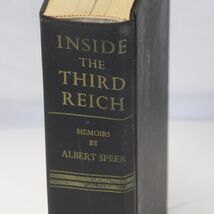 INSIDE
THE
THIRD
REICH
MEMOIRS
BY
ALBERT SPEER